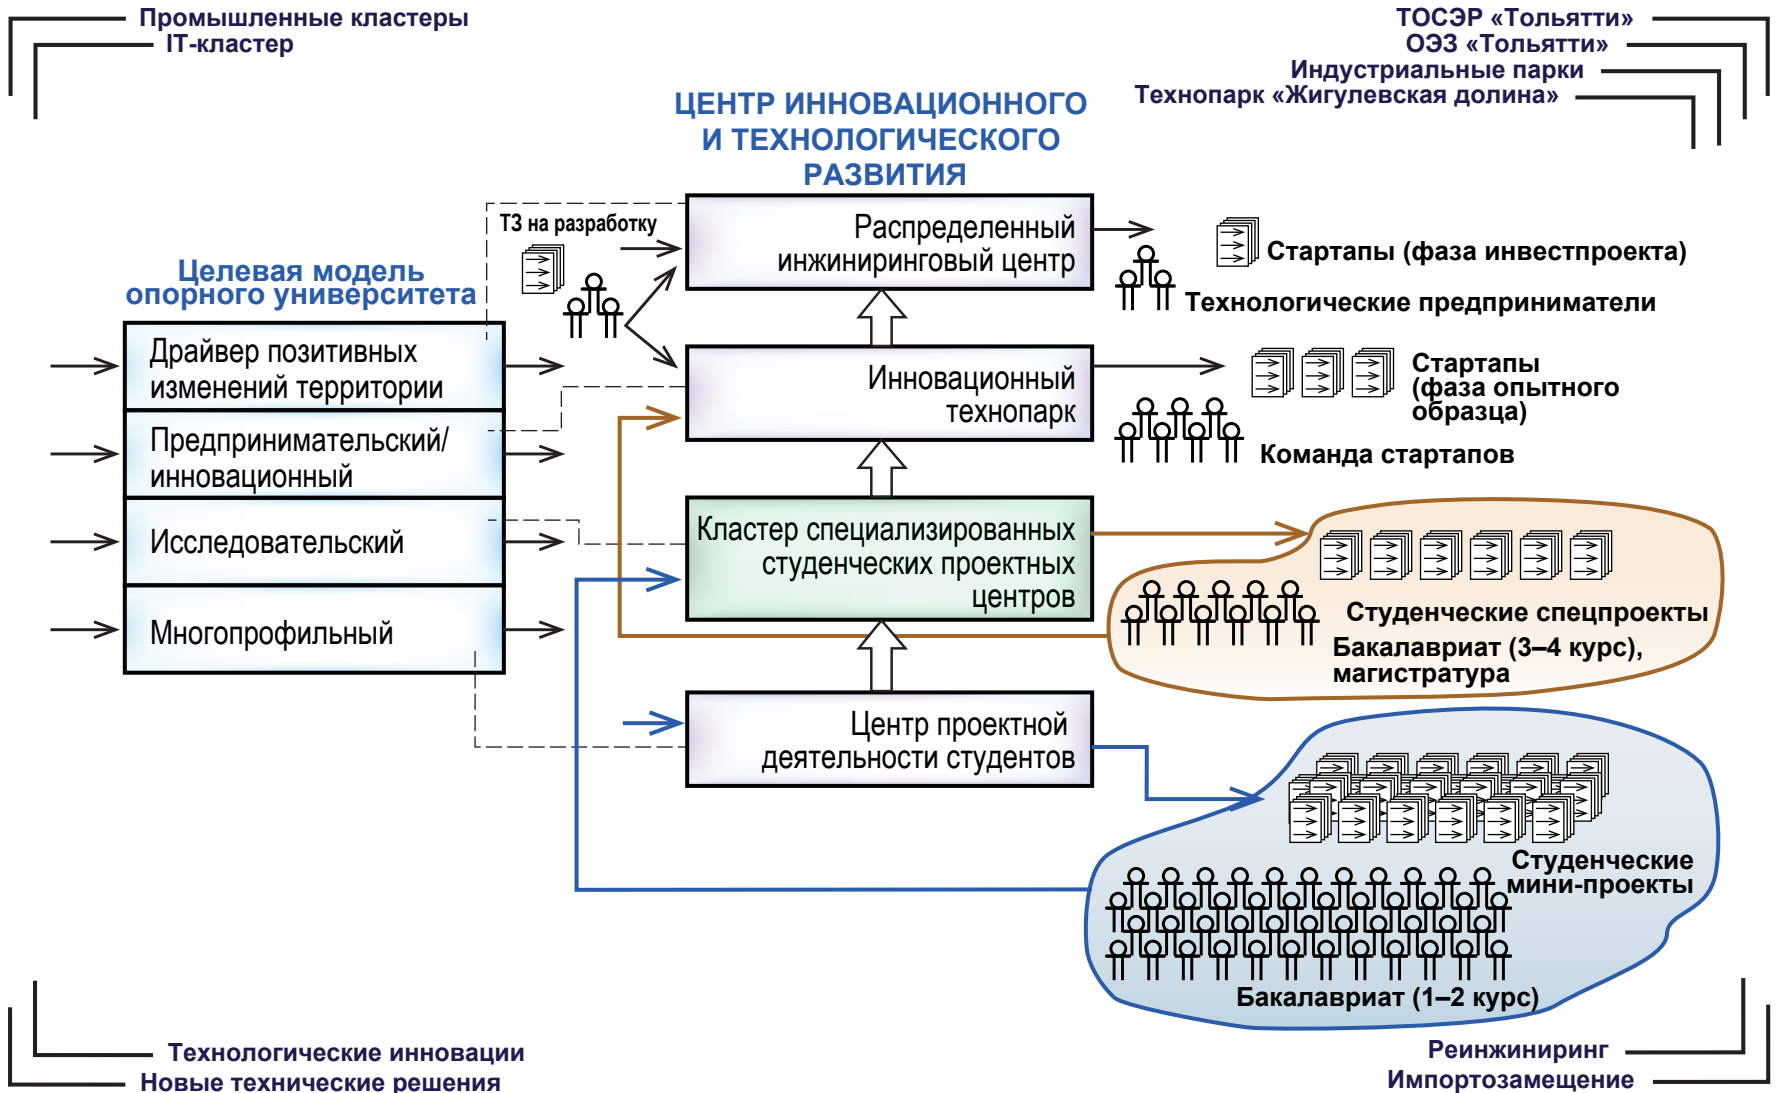 Промышленные кластеры
IT-кластер
ТОСЭР «Тольятти»
ОЭЗ «Тольятти»
Индустриальные парки
Технопарк «Жигулевская долина»
ЦЕНТР ИННОВАЦИОННОГО
И ТЕХНОЛОГИЧЕСКОГО
РАЗВИТИЯ
Целевая модель
опорного университета
Драйвер позитивных
изменений территории
Предпринимательский/
инновационный
Исследовательский
Многопрофильный
ТЗ на разработку
Распределенный
инжиниринговый центр
Стартапы (фаза инвестпроекта)
Технологические предприниматели
Инновационный
технопарк
Стартапы
(фаза опытного
образца)
Команда стартапов
Кластер специализированных
студенческих проектных
центров
Студенческие спецпроекты
Бакалавриат (3–4 курс),
магистратура
Центр проектной
деятельности студентов
Студенческие
мини-проекты
Бакалавриат (1–2 курс)
Технологические инновации
Новые технические решения
Реинжиниринг
Импортозамещение